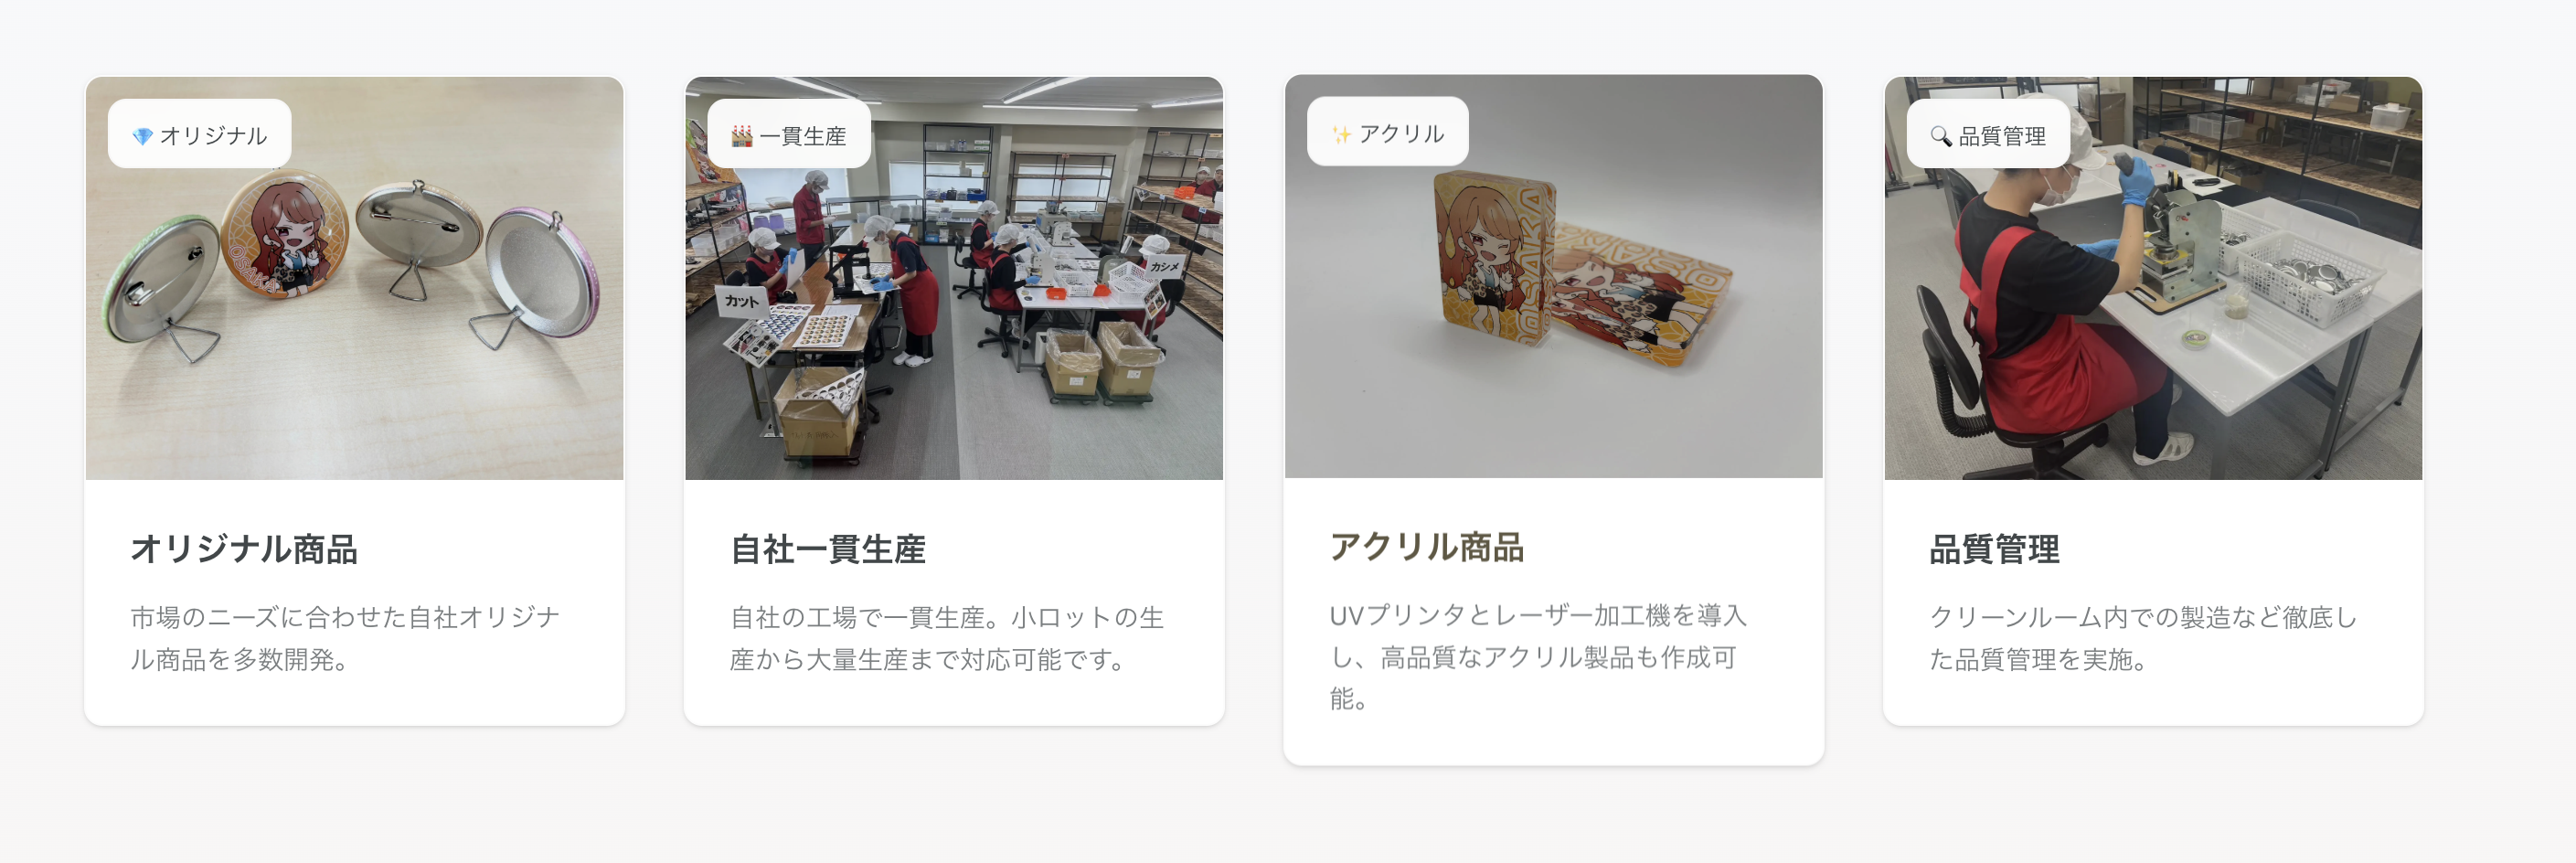 💎 オリジナル
OSAKA
オリジナル商品
市場のニーズに合わせた自社オリジナ
ル商品を多数開発。
🏭 一貫生産
カット
カシメ
自社一貫生産
自社の工場で一貫生産。小ロットの生
産から大量生産まで対応可能です。
✨ アクリル
OSAKA
アクリル商品
UVプリンタとレーザー加工機を導入
し、高品質なアクリル製品も作成可
能。
🔍 品質管理
品質管理
クリーンルーム内での製造など徹底し
た品質管理を実施。